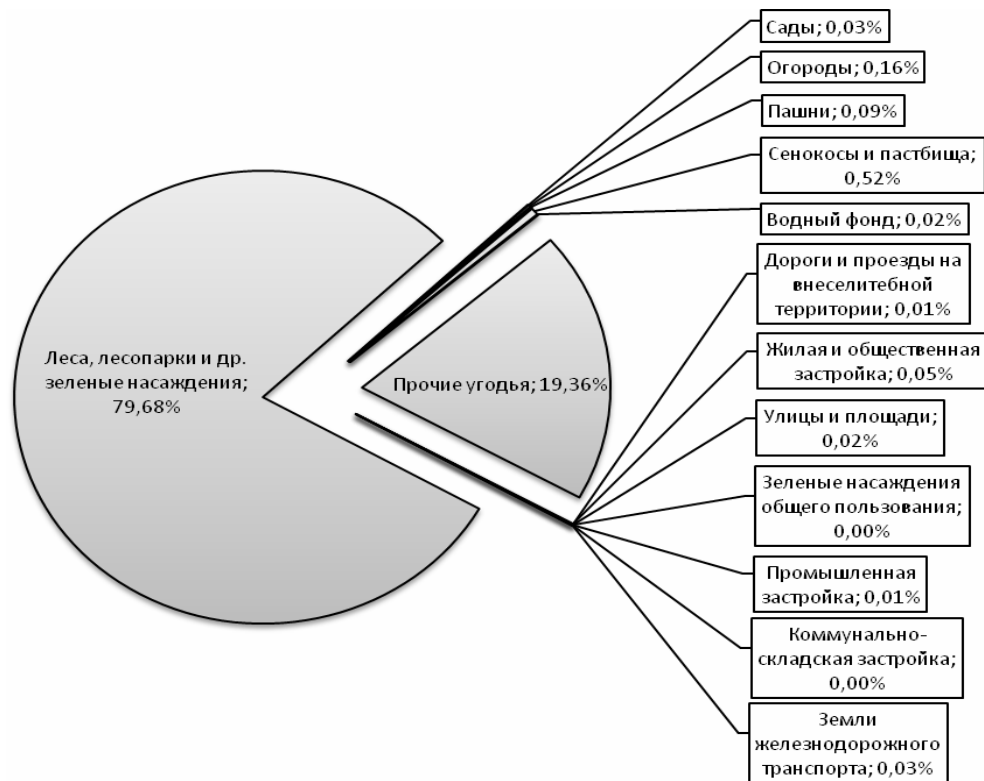 Сады; 0,03%
Огороды; 0,16%
Пашни; 0,09%
Сенокосы и пастбища;
0,52%
Водный фонд; 0,02%
Дороги и проезды на
внеселитебной
территории; 0,01%
Леса, лесопарки и др.
зеленые насаждения;
79,68%
Прочие угодья; 19,36%
Жилая и общественная
застройка; 0,05%
Улицы и площади;
0,02%
Зеленые насаждения
общего пользования;
0,00%
Промышленная
застройка; 0,01%
Коммунально-
складская застройка;
0,00%
Земли
железнодорожного
транспорта; 0,03%